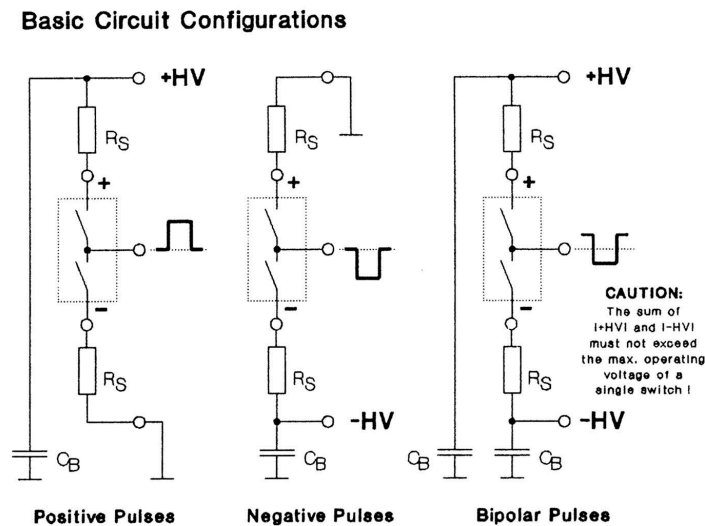 Basic Circuit Configurations
+HV
+HV
RS
RS
RS
+
+
+
−
−
−
CAUTION:
The sum of
I+HVI and I-HVI
must not exceed
the max. operating
voltage of a
single switch !
RS
RS
RS
-HV
-HV
CB
CB
CB
CB
Positive Pulses
Negative Pulses
Bipolar Pulses